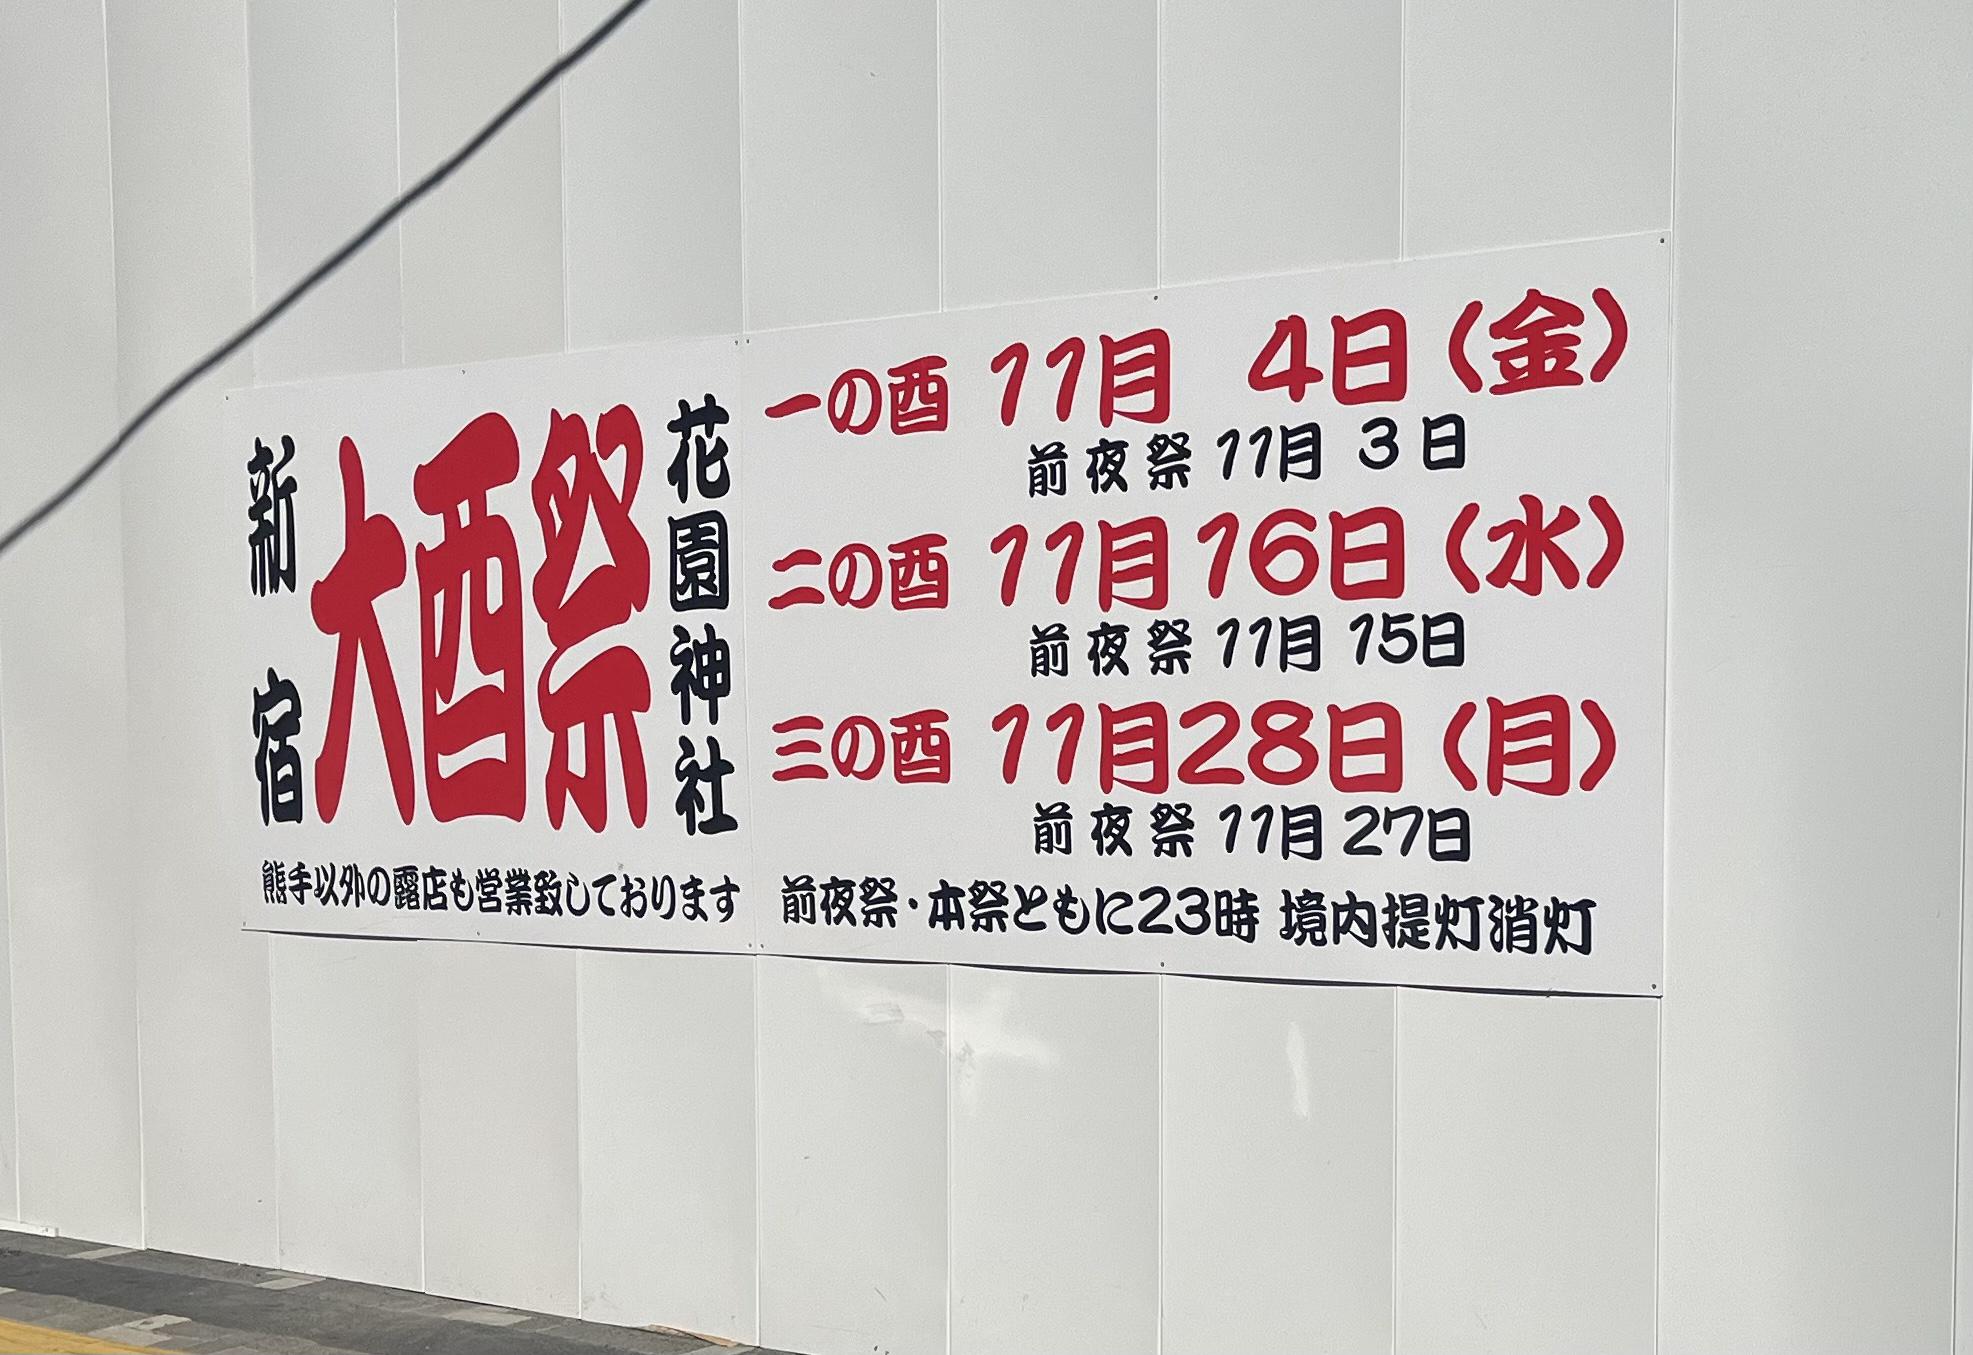 新宿
大酉祭
花園神社
熊手以外の露店も営業致しております
一の酉 11月 4日(金)
前夜祭 11月 3日
二の酉 11月16日(水)
前夜祭 11月 15日
三の酉 11月28日(月)
前夜祭 11月 27日
前夜祭・本祭ともに23時 境内提灯消灯